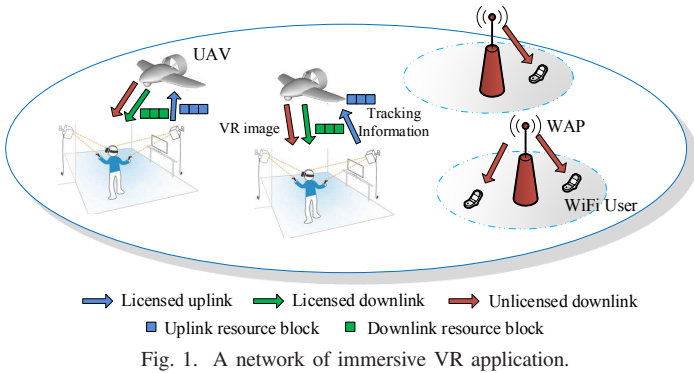 UAV
Tracking
Information
VR image
WAP
WiFi User
Licensed uplink
Licensed downlink
Unlicensed downlink
Uplink resource block
Downlink resource block
Fig. 1. A network of immersive VR application.